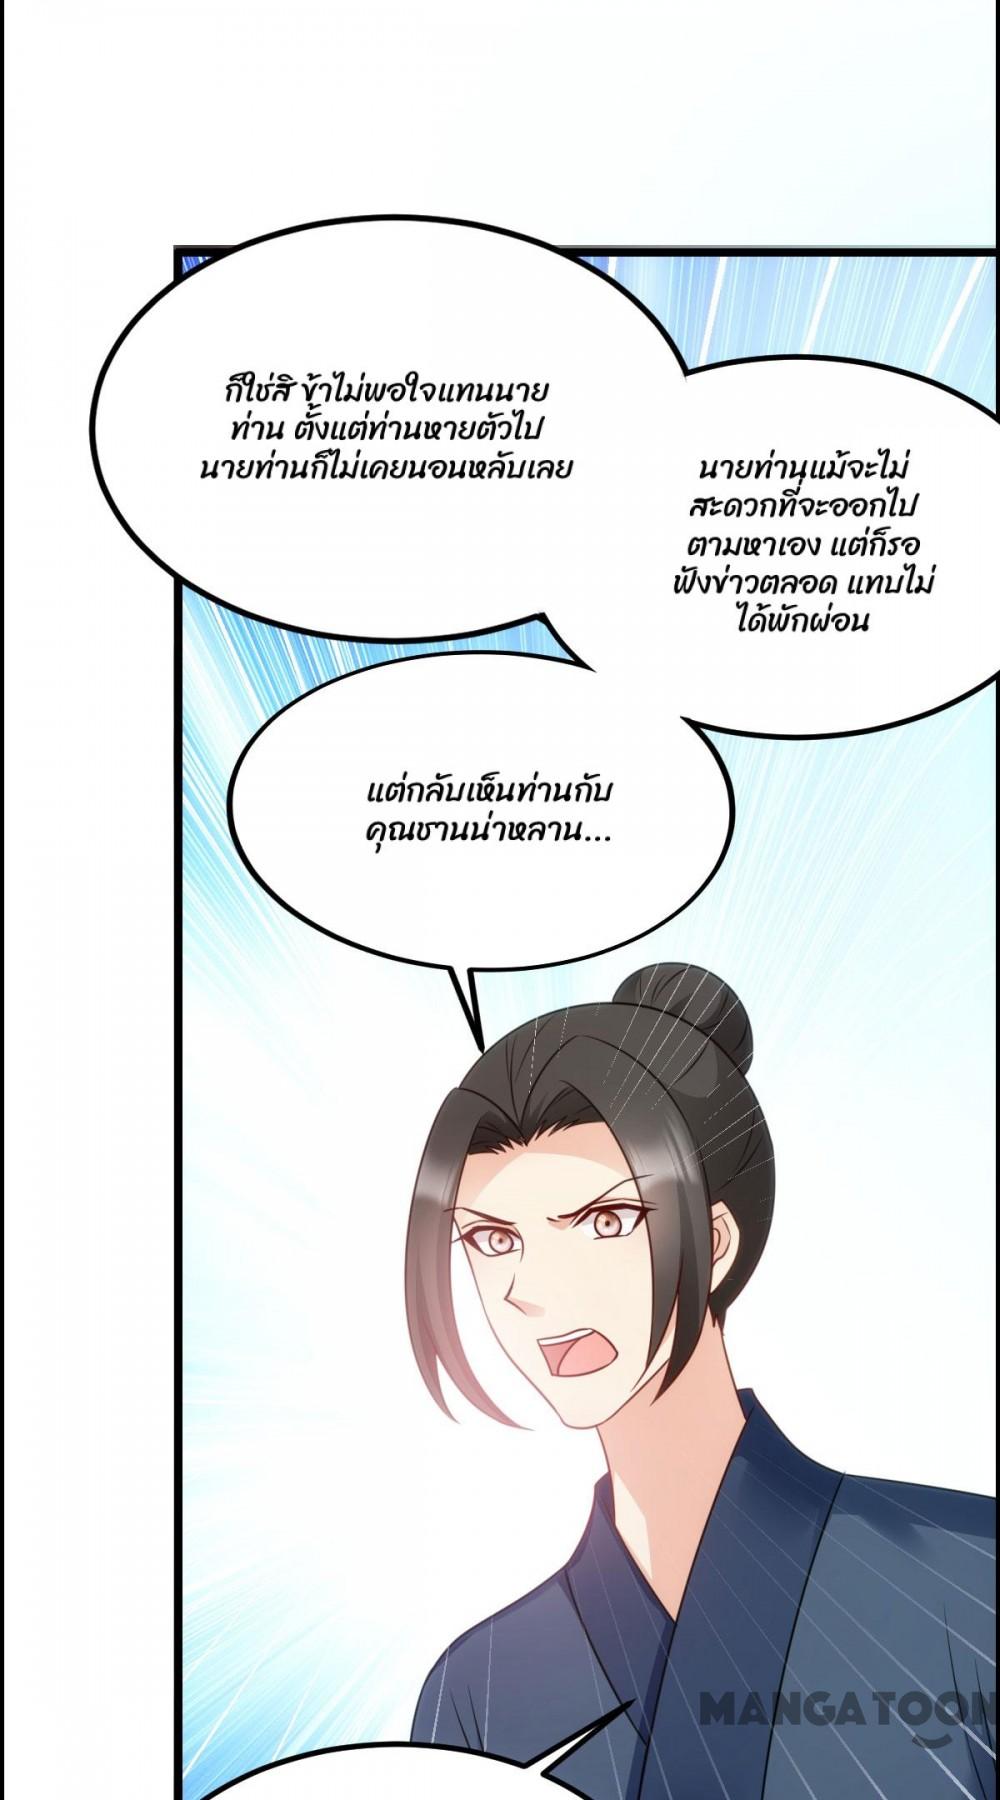 ก็ใช่สิ ข้าไม่พอใจแทนนาย
ท่าน ตั้งแต่ท่านหายตัวไป
นายท่านก็ไม่เคยนอนหลับเลย
นายท่านแม้จะไม่
สะดวกที่จะออกไป
ตามหาเอง แต่ก็รอ
ฟังข่าวตลอด แทบไม่
ได้พักผ่อน
แต่กลับเห็นท่านกับ
คุณชานน่าหลาน...
MANGATOON